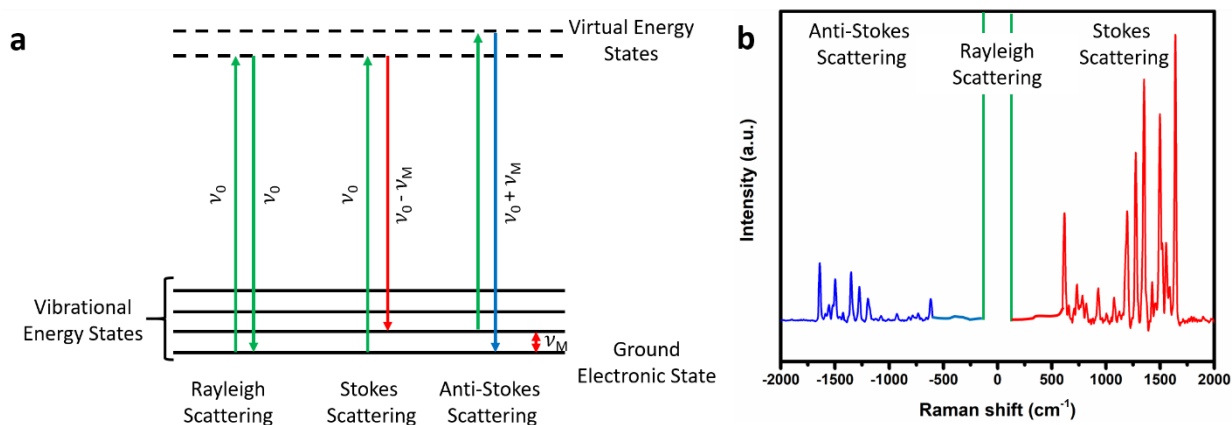 a
Virtual Energy
States
ν0
ν0
ν0
ν0 - νM
ν0 + νM
Vibrational
Energy States
νM
Ground
Electronic State
Rayleigh
Scattering
Stokes
Scattering
Anti-Stokes
Scattering
b
Anti-Stokes
Scattering
Rayleigh
Scattering
Stokes
Scattering
Intensity (a.u.)
-2000 -1500 -1000 -500 0 500 1000 1500 2000
Raman shift (cm⁻¹)